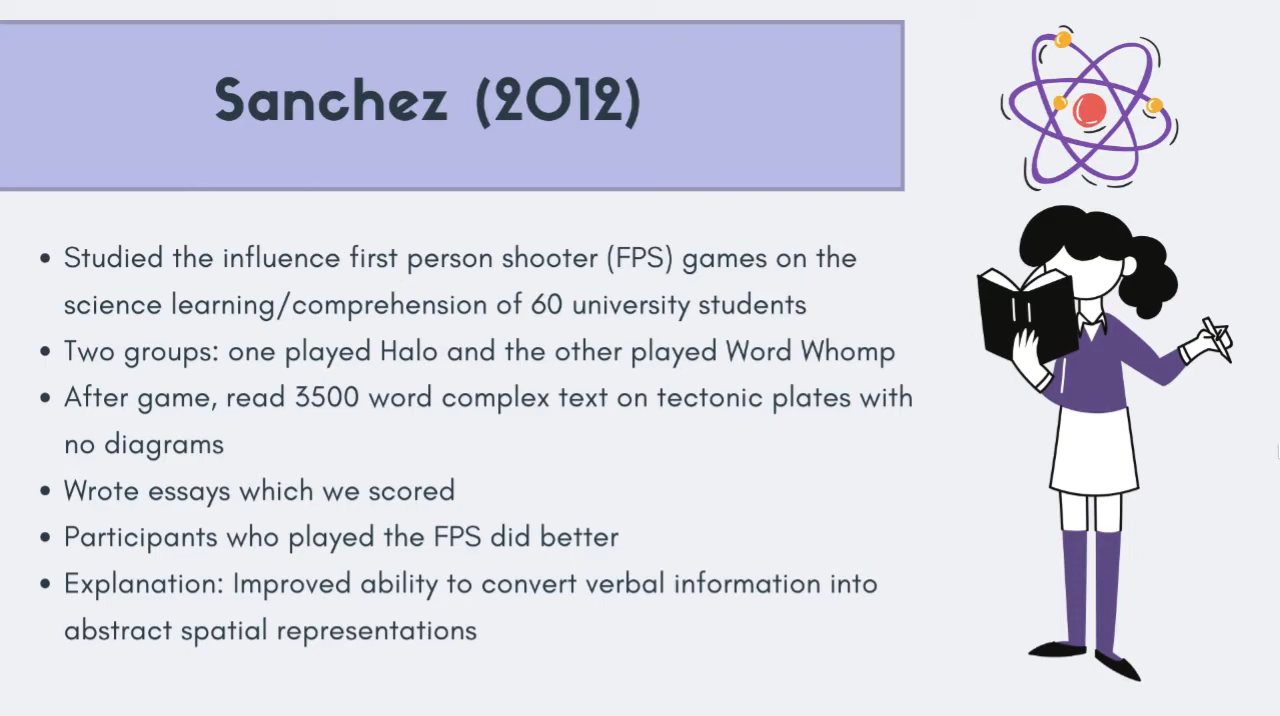 Sanchez (2012)
• Studied the influence first person shooter (FPS) games on the
science learning/comprehension of 60 university students
• Two groups: one played Halo and the other played Word Whomp
• After game, read 3500 word complex text on tectonic plates with
no diagrams
• Wrote essays which we scored
• Participants who played the FPS did better
• Explanation: Improved ability to convert verbal information into
abstract spatial representations